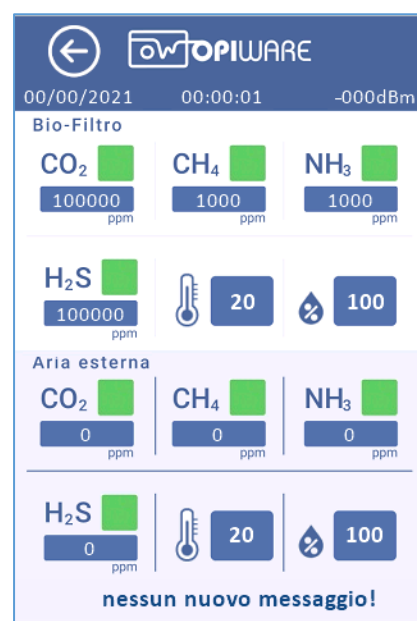 OPIWARE
00/00/2021 00:00:01 -000dBm
Bio-Filtro
CO₂ CH₄ NH₃
100000 1000 1000
ppm ppm ppm
H₂S 20 % 100
100000
ppm
Aria esterna
CO₂ CH₄ NH₃
0 0 0
ppm ppm ppm
H₂S 20 % 100
0
ppm
nessun nuovo messaggio!